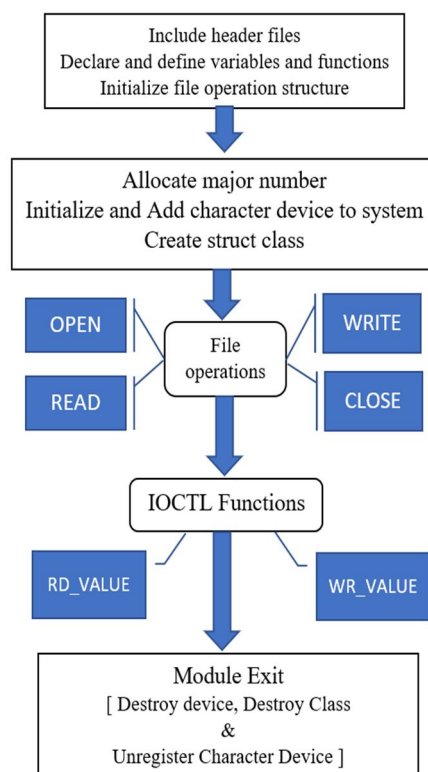 Include header files
Declare and define variables and functions
Initialize file operation structure
Allocate major number
Initialize and Add character device to system
Create struct class
OPEN
WRITE
File
operations
READ
CLOSE
IOCTL Functions
RD_VALUE
WR_VALUE
Module Exit
[ Destroy device, Destroy Class
&
Unregister Character Device ]